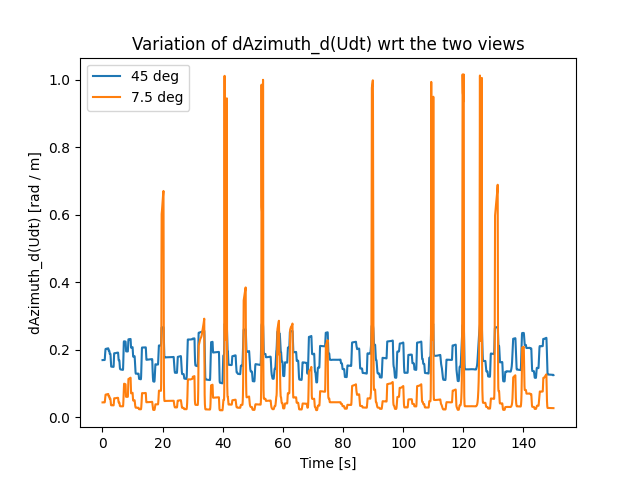 Variation of dAzimuth_d(Udt) wrt the two views
45 deg
7.5 deg
dAzimuth_d(Udt) [rad / m]
1.0
0.8
0.6
0.4
0.2
0.0
0 20 40 60 80 100 120 140
Time [s]